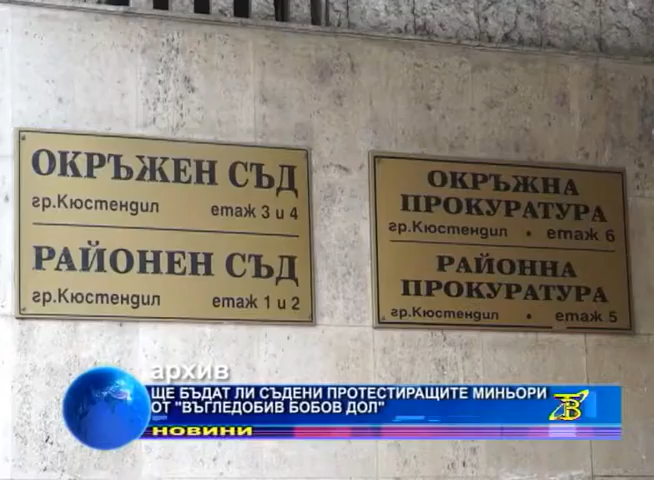 ОКРЪЖЕН СЪД
гр.Кюстендил етаж 3 и 4
РАЙОНЕН СЪД
гр.Кюстендил етаж 1 и 2
ОКРЪЖНА
ПРОКУРАТУРА
гр.Кюстендил • етаж 6
РАЙОННА
ПРОКУРАТУРА
гр.Кюстендил • етаж 5
архив
ЩЕ БЪДАТ ЛИ СЪДЕНИ ПРОТЕСТИРАЩИТЕ МИНЬОРИ
ОТ "ВЪГЛЕДОБИВ БОБОВ ДОЛ"
НОВИНИ